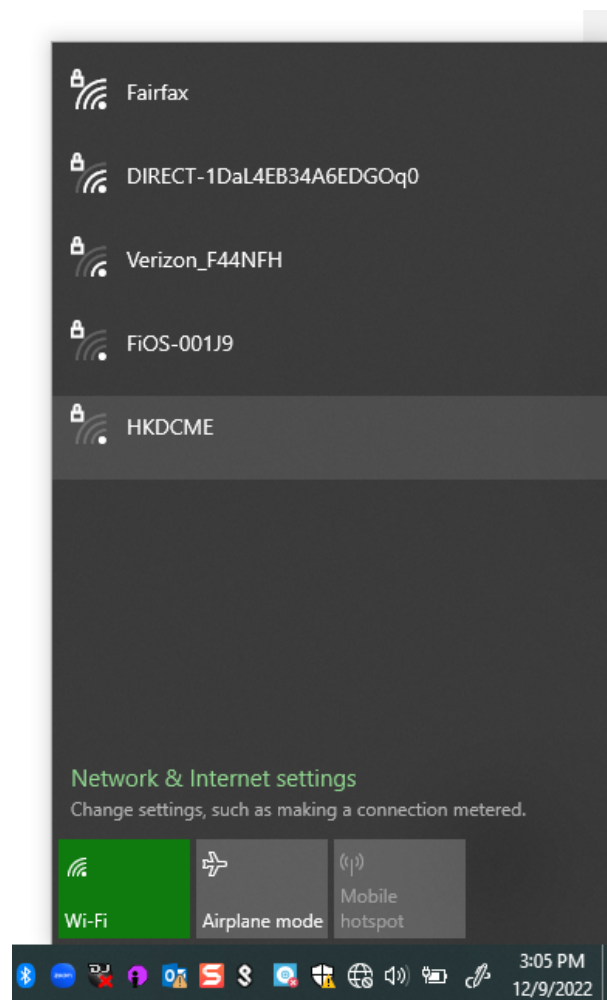 Fairfax
DIRECT-1DaL4EB34A6EDGOq0
Verizon_F44NFH
FiOS-001J9
HKDCME
Network & Internet settings
Change settings, such as making a connection metered.
Wi-Fi
Airplane mode
Mobile
hotspot
3:05 PM
12/9/2022